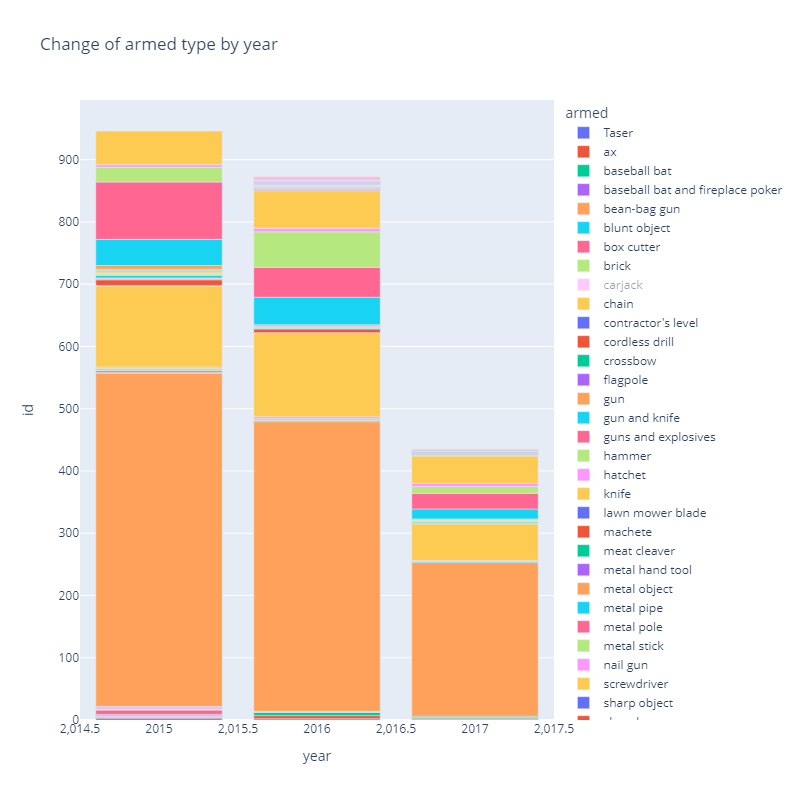 Change of armed type by year
armed
Taser
ax
baseball bat
baseball bat and fireplace poker
bean-bag gun
blunt object
box cutter
brick
carjack
chain
contractor's level
cordless drill
crossbow
flagpole
gun
gun and knife
guns and explosives
hammer
hatchet
knife
lawn mower blade
machete
meat cleaver
metal hand tool
metal object
metal pipe
metal pole
metal stick
nail gun
screwdriver
sharp object
900
800
700
600
500
400
300
200
100
0
id
2,014.5 2015 2,015.5 2016 2,016.5 2017 2,017.5
year